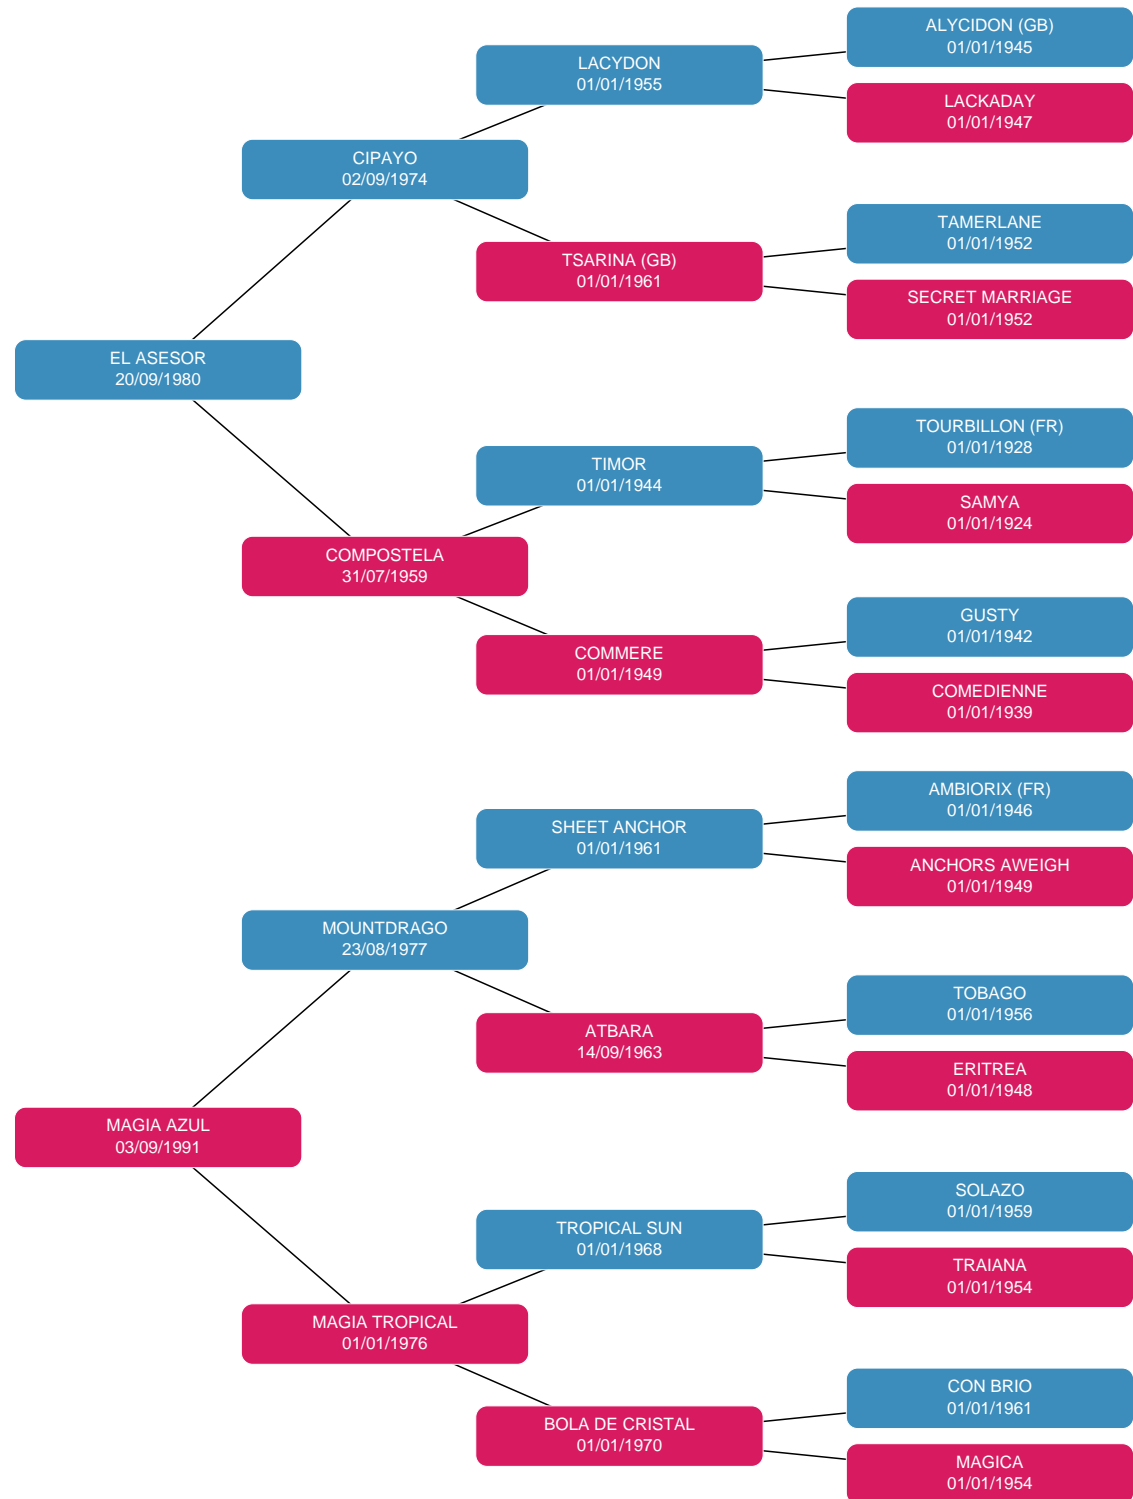 ALYCIDON (GB)
01/01/1945
LACYDON
01/01/1955
LACKADAY
01/01/1947
CIPAYO
02/09/1974
TAMERLANE
01/01/1952
TSARINA (GB)
01/01/1961
SECRET MARRIAGE
01/01/1952
EL ASESOR
20/09/1980
TOURBILLON (FR)
01/01/1928
TIMOR
01/01/1944
SAMYA
01/01/1924
COMPOSTELA
31/07/1959
GUSTY
01/01/1942
COMMERE
01/01/1949
COMEDIENNE
01/01/1939
AMBIORIX (FR)
01/01/1946
SHEET ANCHOR
01/01/1961
ANCHORS AWEIGH
01/01/1949
MOUNTDRAGO
23/08/1977
TOBAGO
01/01/1956
ATBARA
14/09/1963
ERITREA
01/01/1948
MAGIA AZUL
03/09/1991
SOLAZO
01/01/1959
TROPICAL SUN
01/01/1968
TRAIANA
01/01/1954
MAGIA TROPICAL
01/01/1976
CON BRIO
01/01/1961
BOLA DE CRISTAL
01/01/1970
MAGICA
01/01/1954